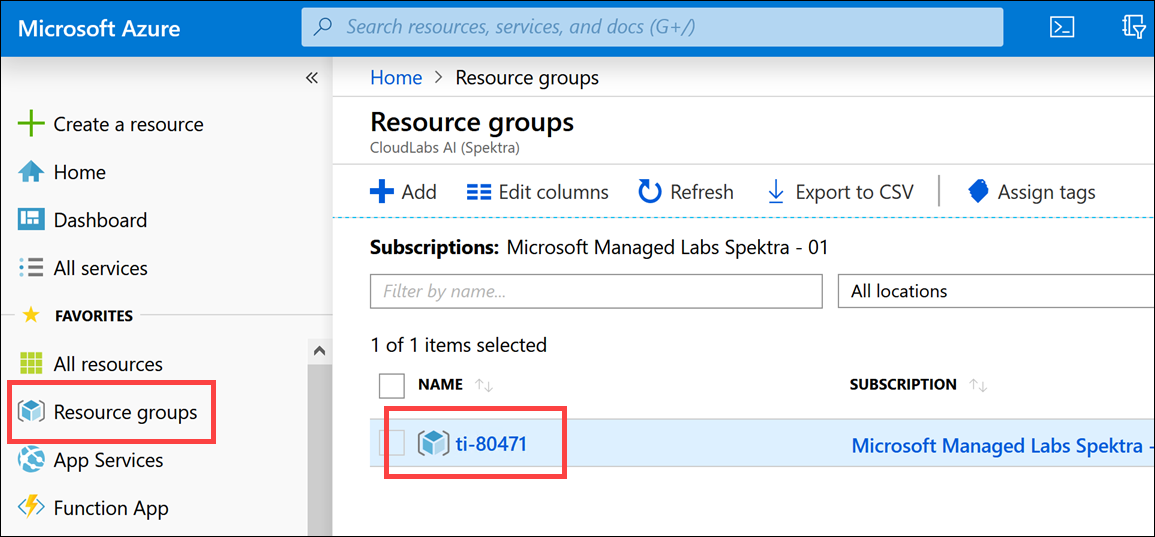 Microsoft Azure
Search resources, services, and docs (G+/)
«
Create a resource
Home
Dashboard
All services
FAVORITES
All resources
Resource groups
App Services
Function App
Home > Resource groups
Resource groups
CloudLabs AI (Spektra)
Add Edit columns Refresh Export to CSV Assign tags
Subscriptions: Microsoft Managed Labs Spektra - 01
Filter by name... All locations
1 of 1 items selected
NAME SUBSCRIPTION
ti-80471 Microsoft Managed Labs Spektra -